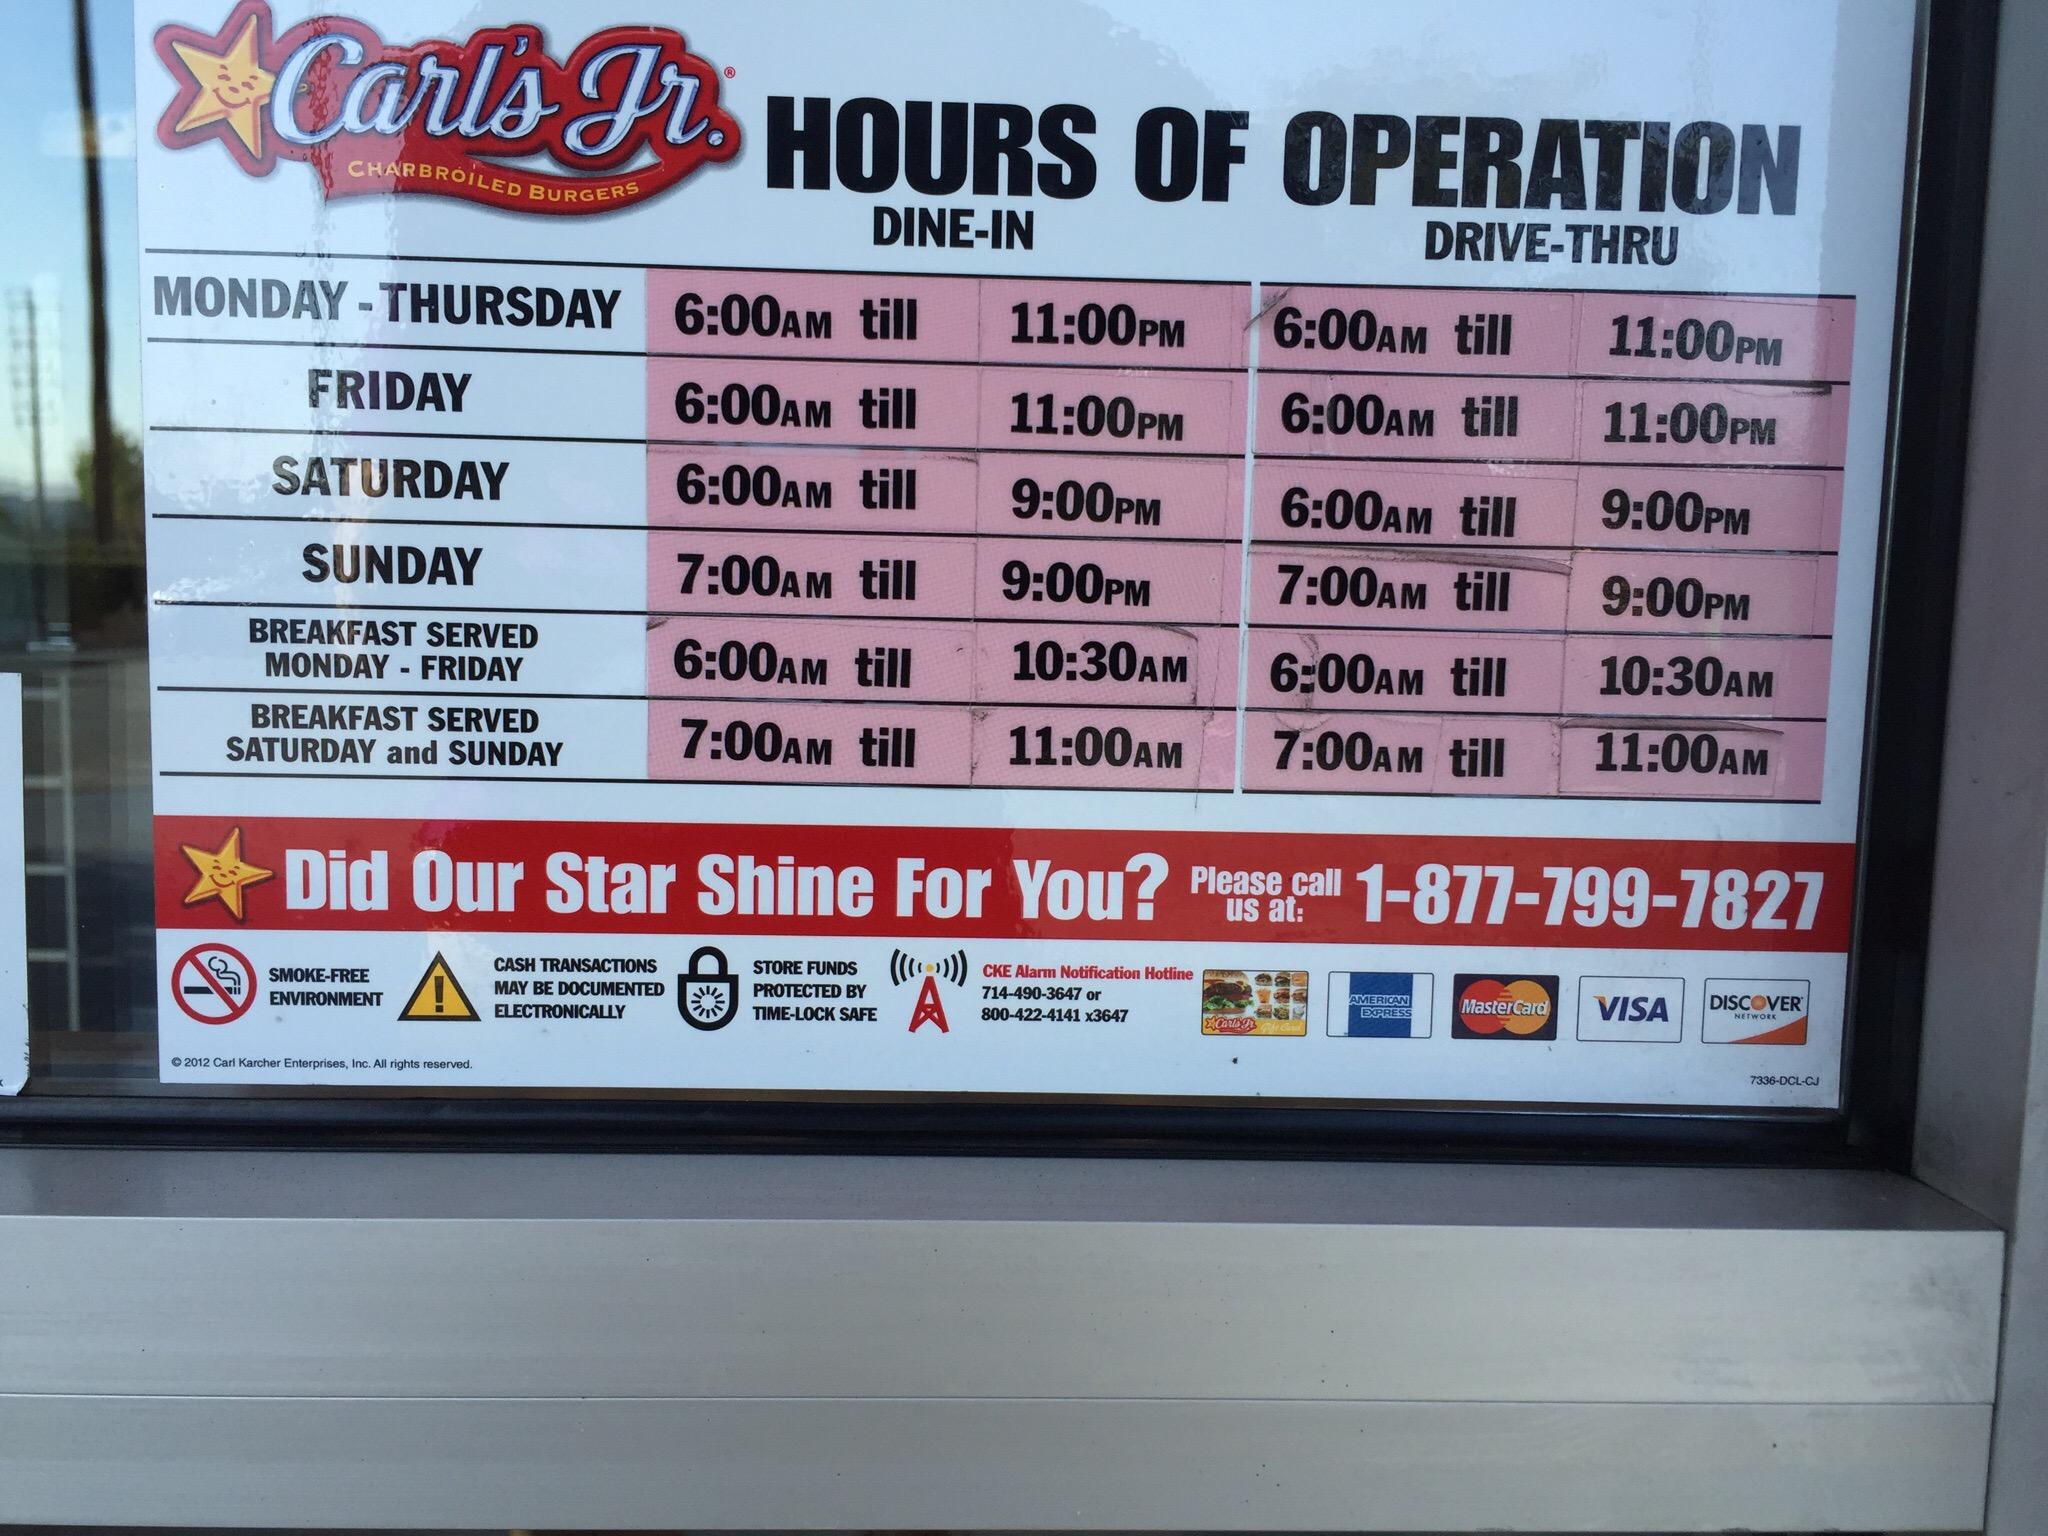 Carl's Jr.®
CHARBROILED BURGERS
HOURS OF OPERATION
DINE-IN DRIVE-THRU
MONDAY - THURSDAY 6:00AM till 11:00PM 6:00AM till 11:00PM
FRIDAY 6:00AM till 11:00PM 6:00AM till 11:00PM
SATURDAY 6:00AM till 9:00PM 6:00AM till 9:00PM
SUNDAY 7:00AM till 9:00PM 7:00AM till 9:00PM
BREAKFAST SERVED
MONDAY - FRIDAY 6:00AM till 10:30AM 6:00AM till 10:30AM
BREAKFAST SERVED
SATURDAY and SUNDAY 7:00AM till 11:00AM 7:00AM till 11:00AM
Did Our Star Shine For You? Please call
us at: 1-877-799-7827
SMOKE-FREE
ENVIRONMENT
CASH TRANSACTIONS
MAY BE DOCUMENTED
ELECTRONICALLY
STORE FUNDS
PROTECTED BY
TIME-LOCK SAFE
CKE Alarm Notification Hotline
714-490-3647 or
800-422-4141 x3647
Carl's Jr. Gift Card
AMERICAN
EXPRESS
MasterCard
VISA
DISCOVER
NETWORK
© 2012 Carl Karcher Enterprises, Inc. All rights reserved.
7336-DCL-CJ